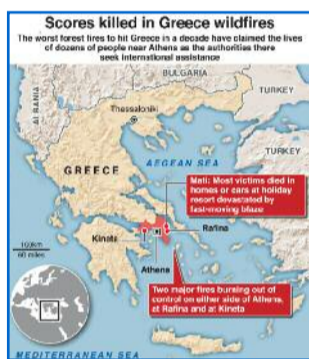 Scores killed in Greece wildfires
The worst forest fires to hit Greece in a decade have claimed the lives
of dozens of people near Athens as the authorities there
seek international assistance
BULGARIA
ALBANIA
TURKEY
Thessaloniki
GREECE
AEGEAN SEA
TURKEY
Mati: Most victims died in
homes or cars at holiday
resort devastated by
fast-moving blaze
Kineta
Rafina
100km
60 miles
Athens
Two major fires burning out of
control on either side of Athens,
at Rafina and at Kineta
MEDITERRANEAN SEA